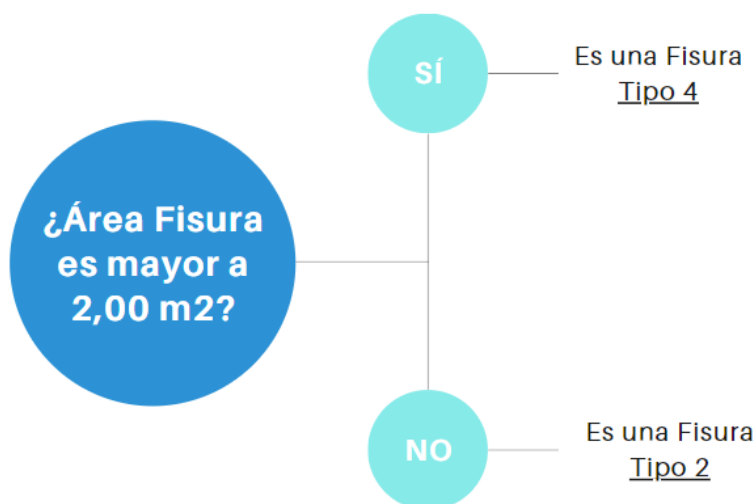 SÍ
Es una Fisura
Tipo 4
¿Área Fisura
es mayor a
2,00 m2?
NO
Es una Fisura
Tipo 2